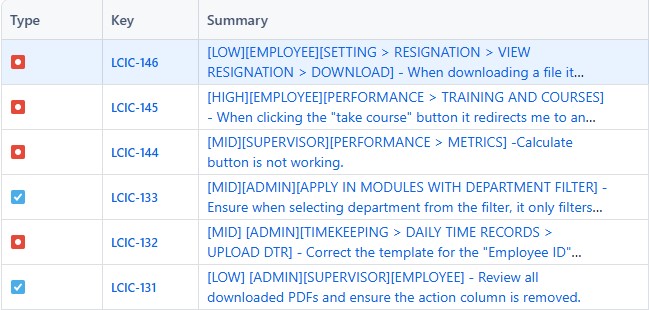 Type Key Summary
LCIC-146 [LOW][EMPLOYEE][SETTING > RESIGNATION > VIEW
RESIGNATION > DOWNLOAD] - When downloading a file it...
LCIC-145 [HIGH][EMPLOYEE][PERFORMANCE > TRAINING AND COURSES]
- When clicking the "take course" button it redirects me to an...
LCIC-144 [MID][SUPERVISOR][PERFORMANCE > METRICS] -Calculate
button is not working.
LCIC-133 [MID][ADMIN][APPLY IN MODULES WITH DEPARTMENT FILTER] -
Ensure when selecting department from the filter, it only filters...
LCIC-132 [MID] [ADMIN][TIMEKEEPING > DAILY TIME RECORDS >
UPLOAD DTR] - Correct the template for the "Employee ID"...
LCIC-131 [LOW] [ADMIN][SUPERVISOR][EMPLOYEE] - Review all
downloaded PDFs and ensure the action column is removed.